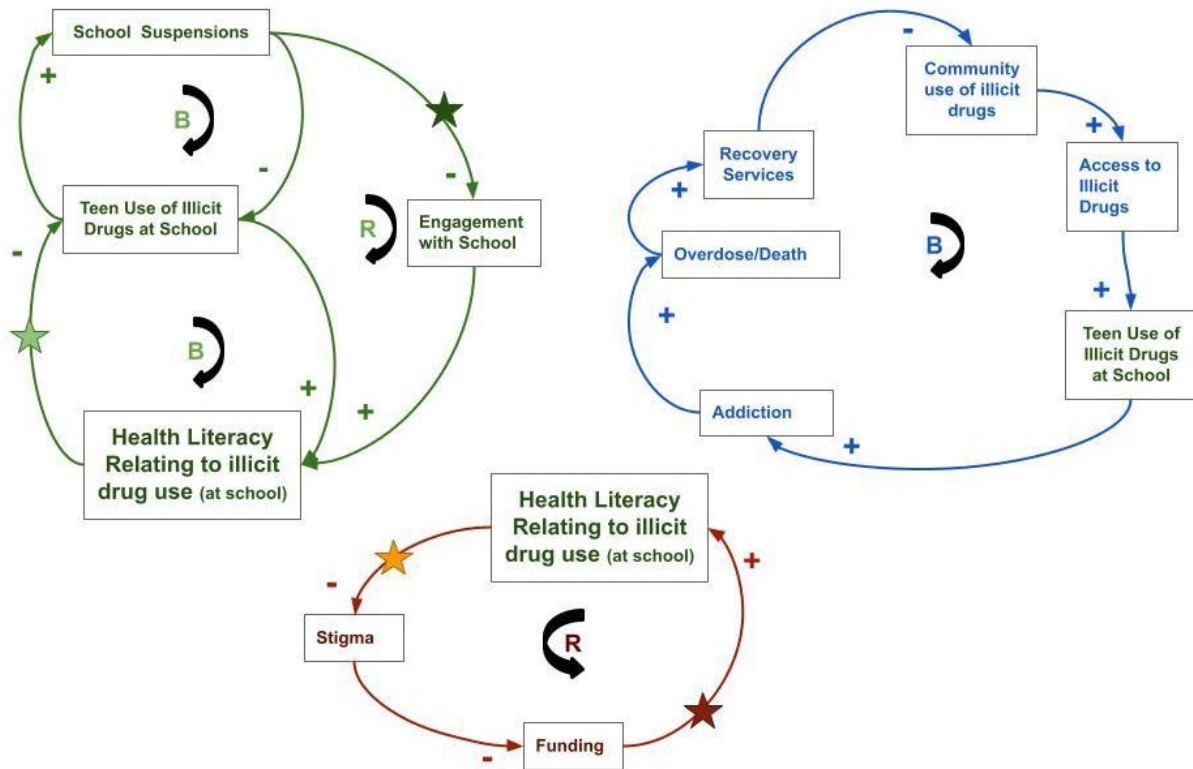 School Suspensions
+
B
-
-
Teen Use of Illicit
Drugs at School
R
Engagement
with School
-
B
+
+
Health Literacy
Relating to illicit
drug use (at school)
-
Community
use of illicit
drugs
+
Recovery
Services
Access to
Illicit
Drugs
+
B
Overdose/Death
+
+
Teen Use of
Illicit Drugs
at School
Addiction
+
Health Literacy
Relating to illicit
drug use (at school)
+
-
Stigma
R
Funding
-